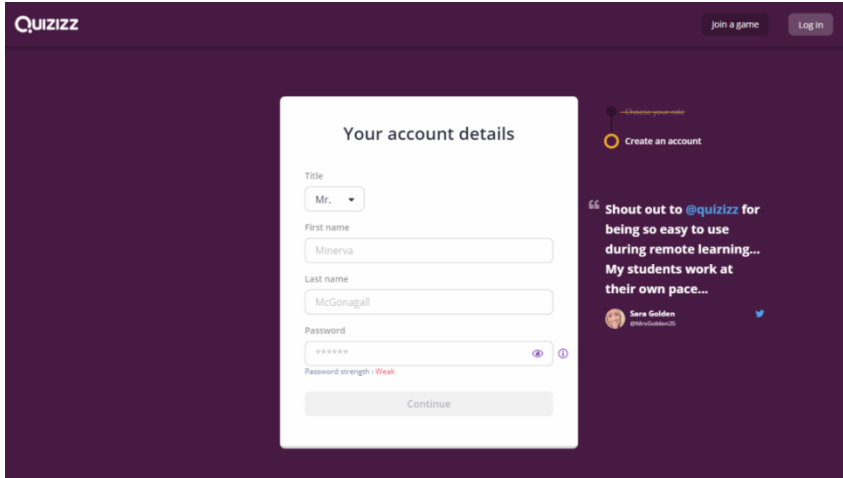 Quizizz
Join a game
Log In
Your account details
Title
Mr.
First name
Minerva
Last name
McGonagall
Password
******
Password strength : Weak
Continue
Choose your role
Create an account
“ Shout out to @quizizz for
being so easy to use
during remote learning...
My students work at
their own pace...
Sara Golden
@MrsGolden25